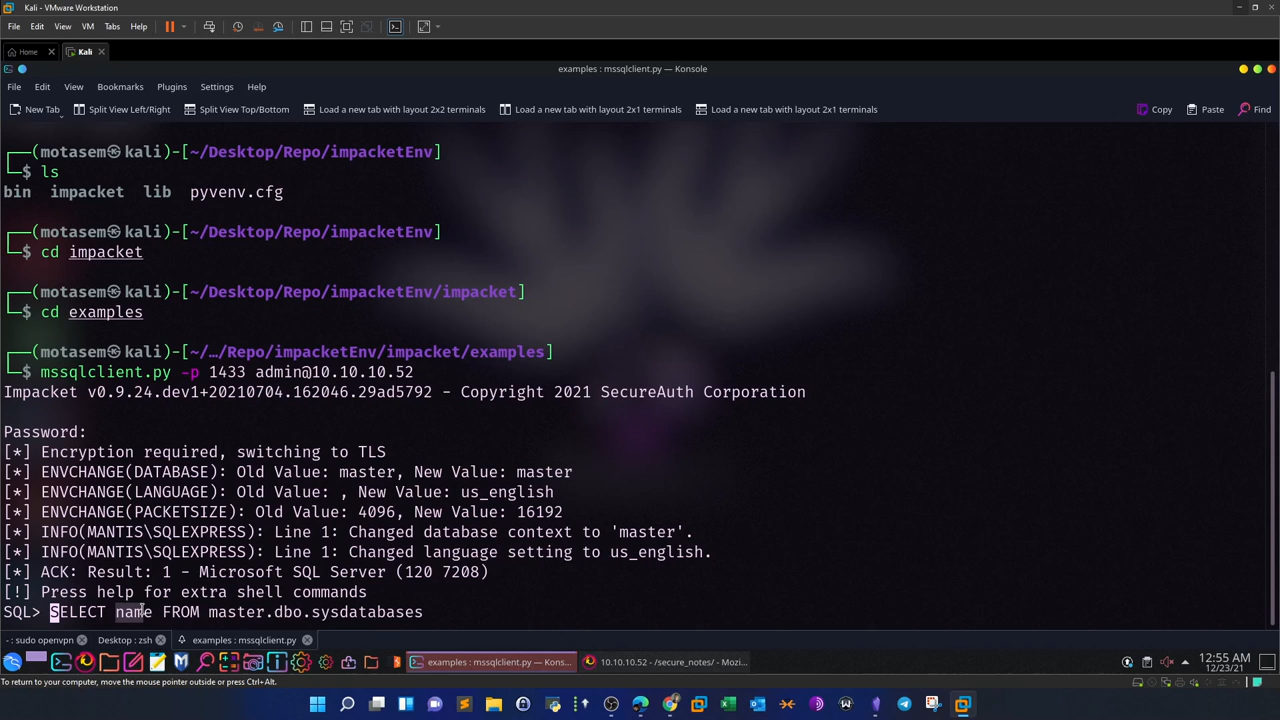 Kali - VMware Workstation
File Edit View VM Tabs Help
Home Kali
examples : mssqlclient.py — Konsole
File Edit View Bookmarks Plugins Settings Help
New Tab Split View Left/Right Split View Top/Bottom Load a new tab with layout 2x2 terminals Load a new tab with layout 2x1 terminals Load a new tab with layout 2x1 terminals Copy Paste Find
┌──(motasem㉿kali)-[~/Desktop/Repo/impacketEnv]
└─$ ls
bin impacket lib pyvenv.cfg
┌──(motasem㉿kali)-[~/Desktop/Repo/impacketEnv]
└─$ cd impacket
┌──(motasem㉿kali)-[~/Desktop/Repo/impacketEnv/impacket]
└─$ cd examples
┌──(motasem㉿kali)-[~/…/Repo/impacketEnv/impacket/examples]
└─$ mssqlclient.py -p 1433 admin@10.10.10.52
Impacket v0.9.24.dev1+20210704.162046.29ad5792 - Copyright 2021 SecureAuth Corporation
Password:
[*] Encryption required, switching to TLS
[*] ENVCHANGE(DATABASE): Old Value: master, New Value: master
[*] ENVCHANGE(LANGUAGE): Old Value: , New Value: us_english
[*] ENVCHANGE(PACKETSIZE): Old Value: 4096, New Value: 16192
[*] INFO(MANTIS\SQLEXPRESS): Line 1: Changed database context to 'master'.
[*] INFO(MANTIS\SQLEXPRESS): Line 1: Changed language setting to us_english.
[*] ACK: Result: 1 - Microsoft SQL Server (120 7208)
[!] Press help for extra shell commands
SQL> SELECT name FROM master.dbo.sysdatabases
- : sudo openvpn Desktop : zsh examples : mssqlclient.py
examples : mssqlclient.py — Kons... 10.10.10.52 - /secure_notes/ - Mozi...
12:55 AM
12/23/21
To return to your computer, move the mouse pointer outside or press Ctrl+Alt.